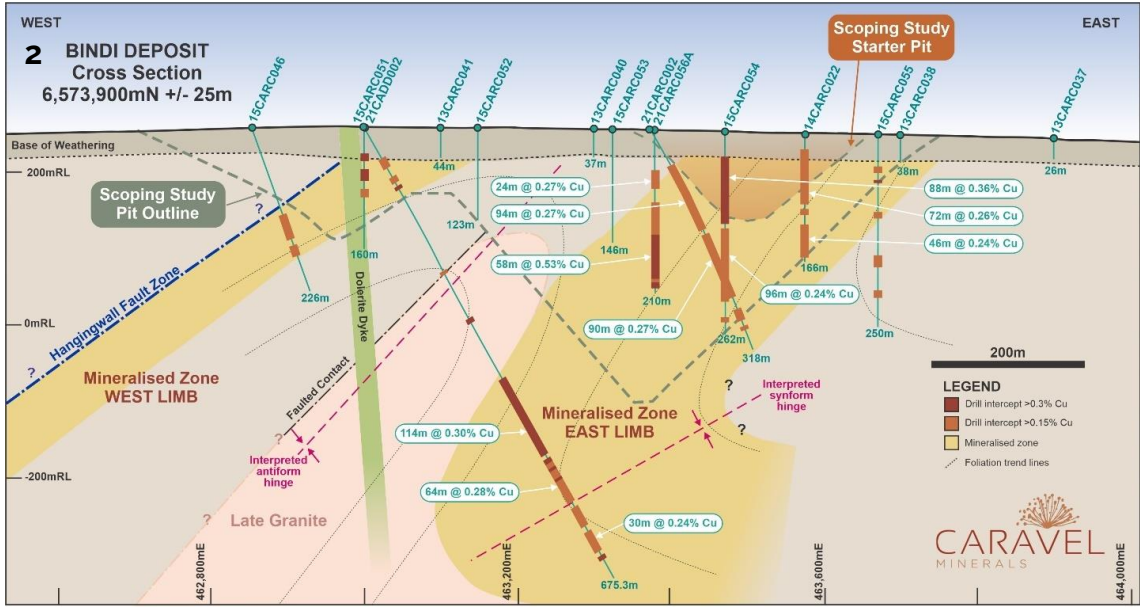 WEST
EAST
2
BINDI DEPOSIT
Cross Section
6,573,900mN +/- 25m
Scoping Study
Starter Pit
15CARC046
15CARC051
21CADD002
13CARC041
15CARC052
13CARC040
15CARC053
21CARC002
21CARC056A
15CARC054
14CARC022
15CARC055
13CARC038
13CARC037
Base of Weathering
200mRL
0mRL
-200mRL
Scoping Study
Pit Outline
44m
37m
38m
26m
123m
146m
160m
226m
210m
166m
262m
318m
250m
675.3m
24m @ 0.27% Cu
94m @ 0.27% Cu
58m @ 0.53% Cu
90m @ 0.27% Cu
88m @ 0.36% Cu
72m @ 0.26% Cu
46m @ 0.24% Cu
96m @ 0.24% Cu
114m @ 0.30% Cu
64m @ 0.28% Cu
30m @ 0.24% Cu
?
Hangingwall Fault Zone
?
Dolerite Dyke
Mineralised Zone
WEST LIMB
Faulted Contact
?
Interpreted
antiform
hinge
?
Late Granite
Mineralised Zone
EAST LIMB
?
Interpreted
synform
hinge
?
200m
LEGEND
Drill intercept >0.3% Cu
Drill intercept >0.15% Cu
Mineralised zone
Foliation trend lines
CARAVEL
MINERALS
462,800mE
463,200mE
463,600mE
464,000mE